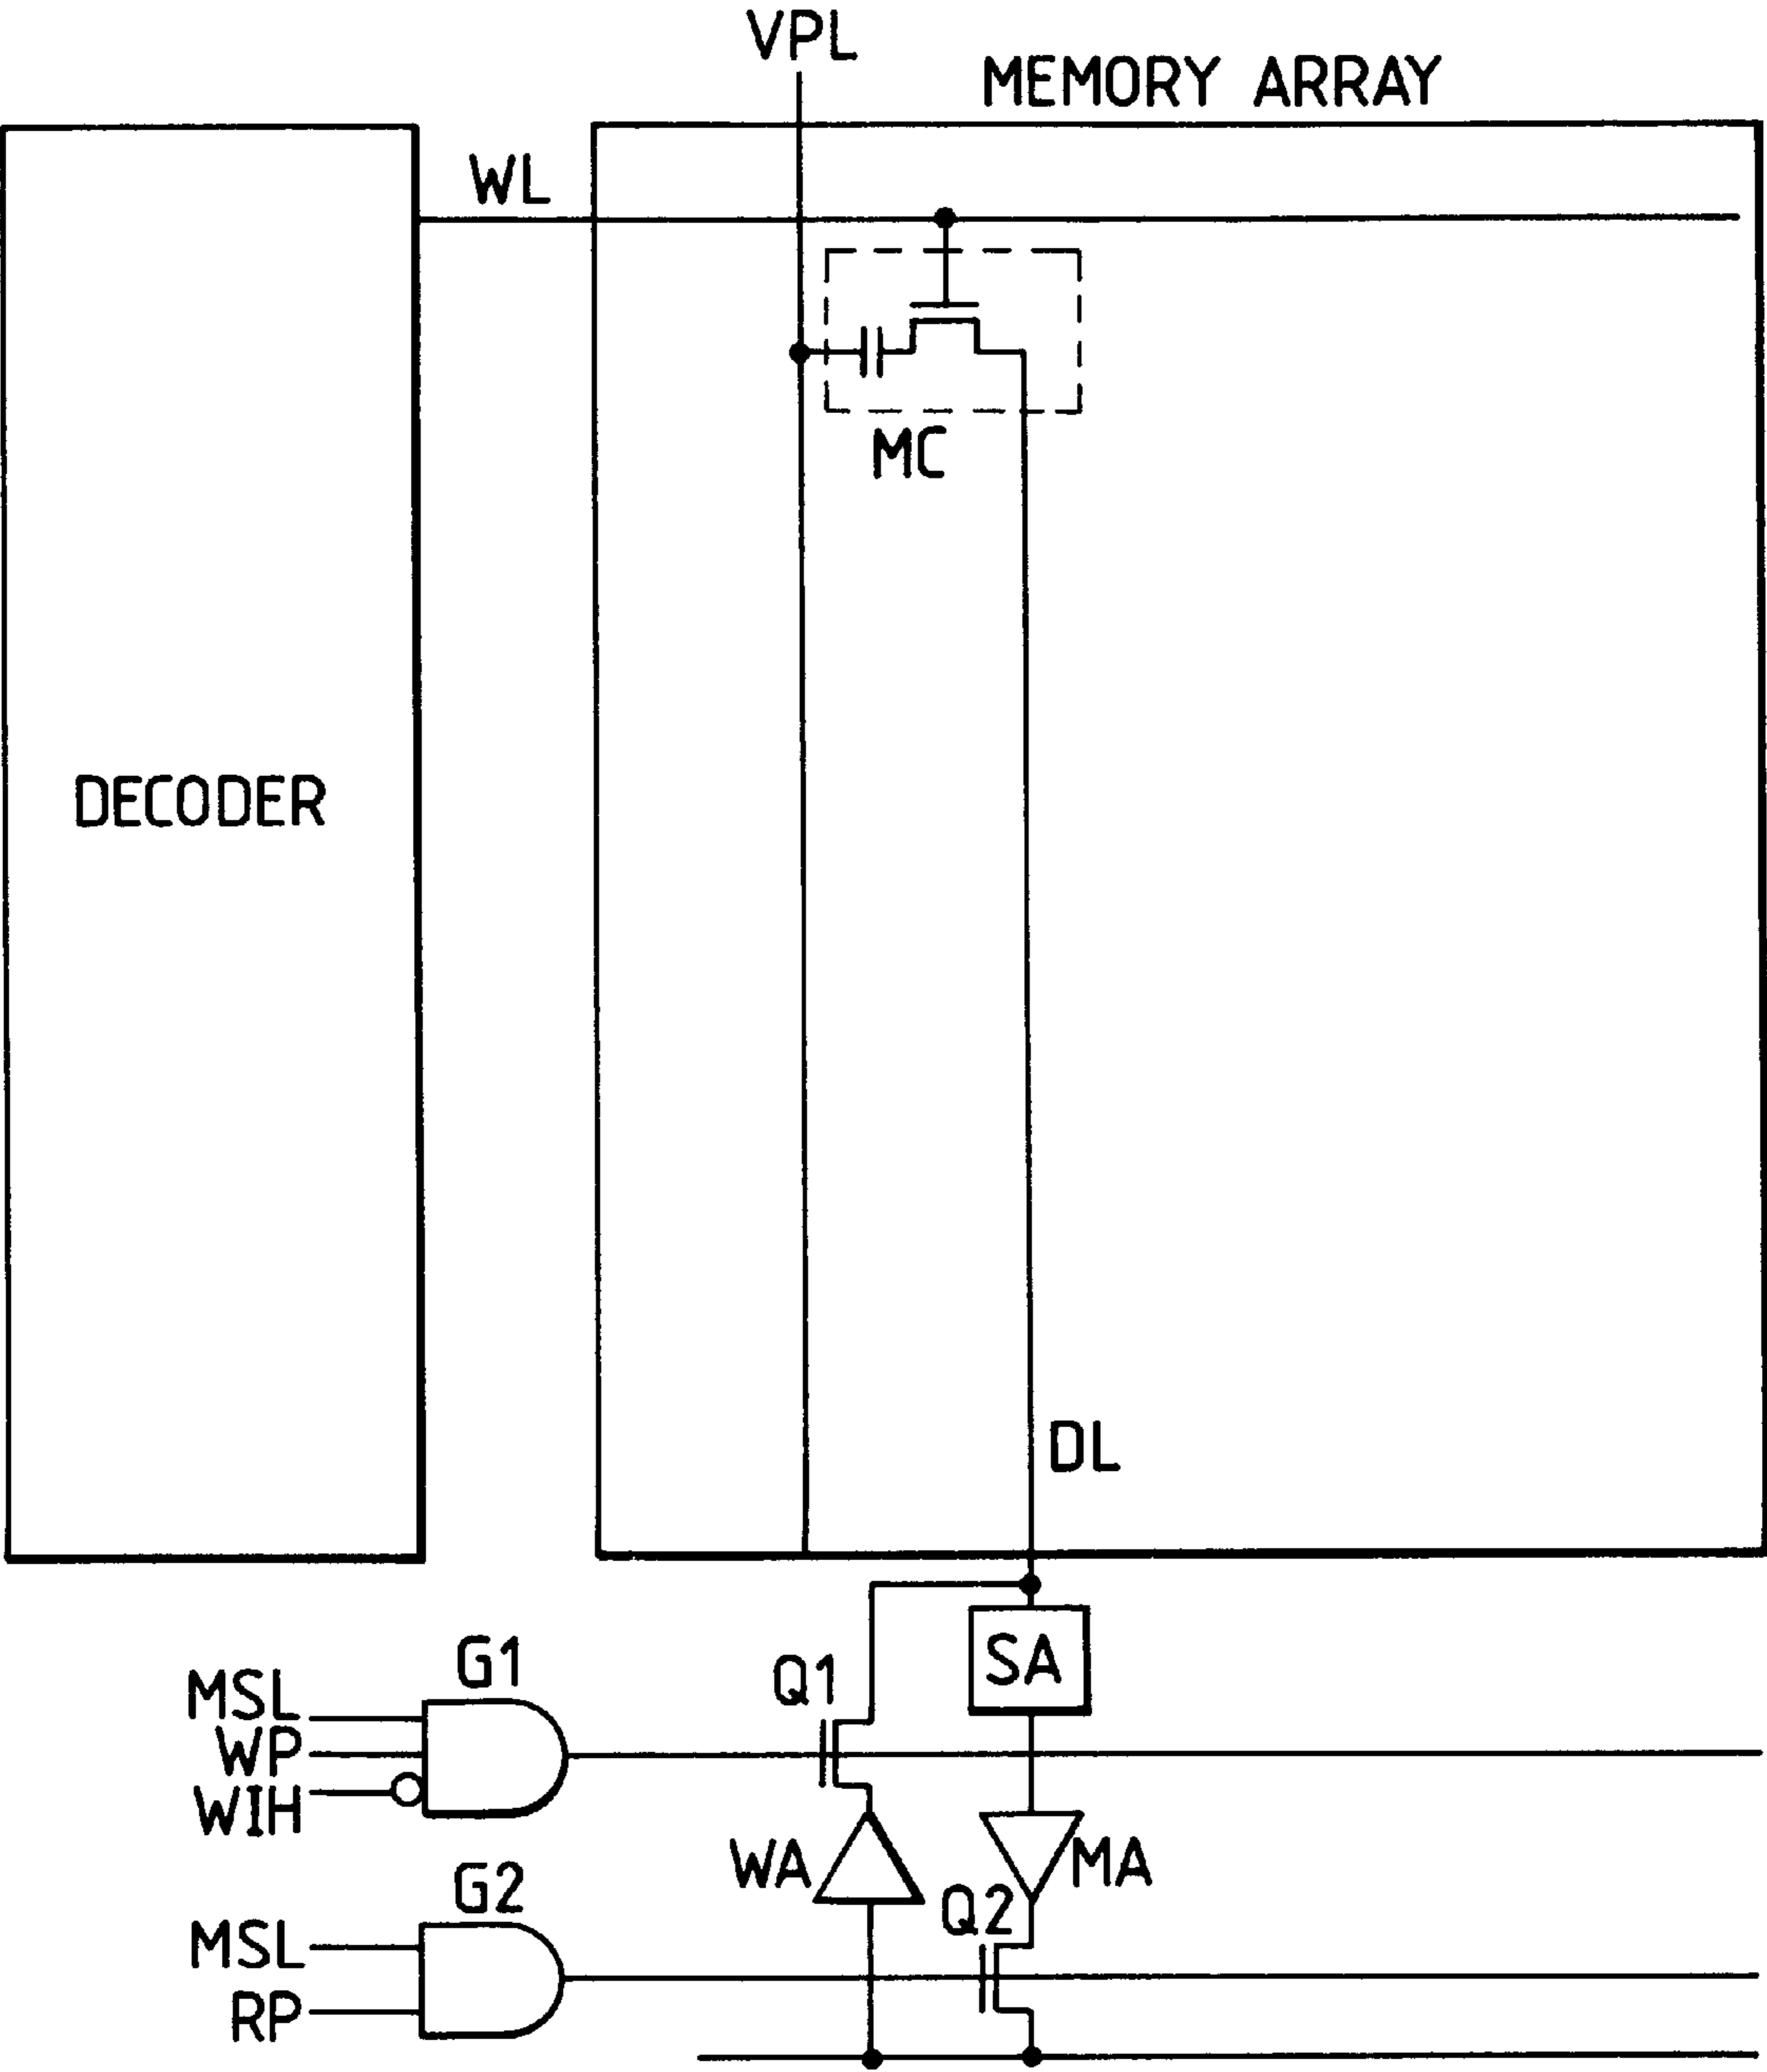 VPL
MEMORY ARRAY
WL
MC
DECODER
DL
SA
G1
Q1
MSL
WP
WIH
WA
MA
G2
Q2
MSL
RP